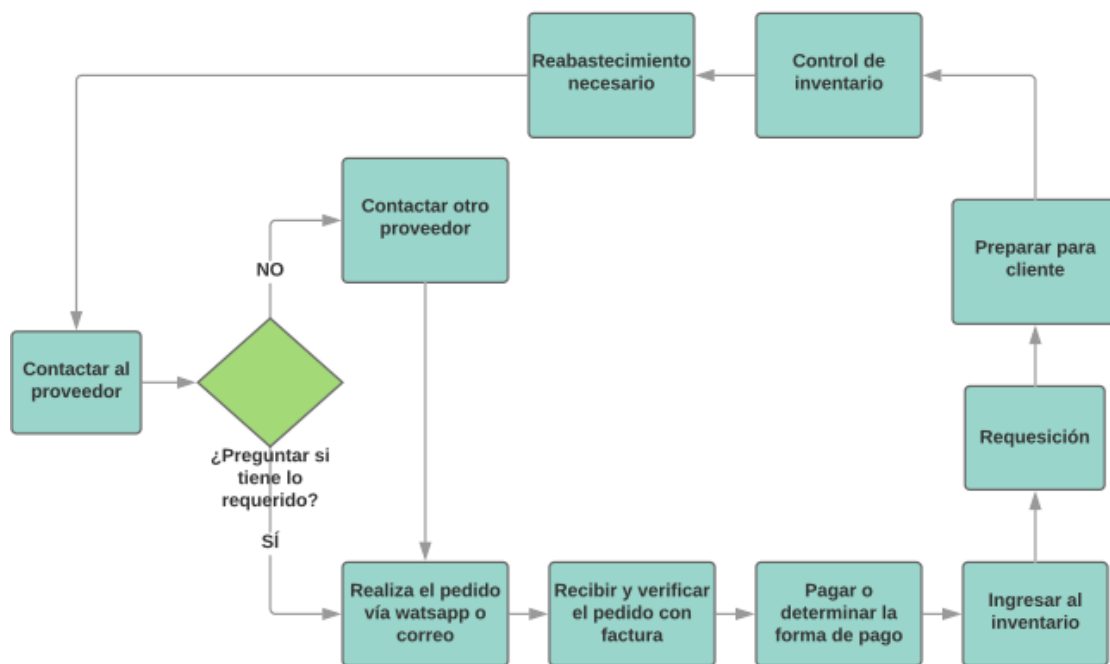 Reabastecimiento
necesario
Control de
inventario
Contactar otro
proveedor
Preparar para
cliente
NO
Contactar al
proveedor
¿Preguntar si
tiene lo
requerido?
Requesición
SÍ
Realiza el pedido
vía watsapp o
correo
Recibir y verificar
el pedido con
factura
Pagar o
determinar la
forma de pago
Ingresar al
inventario